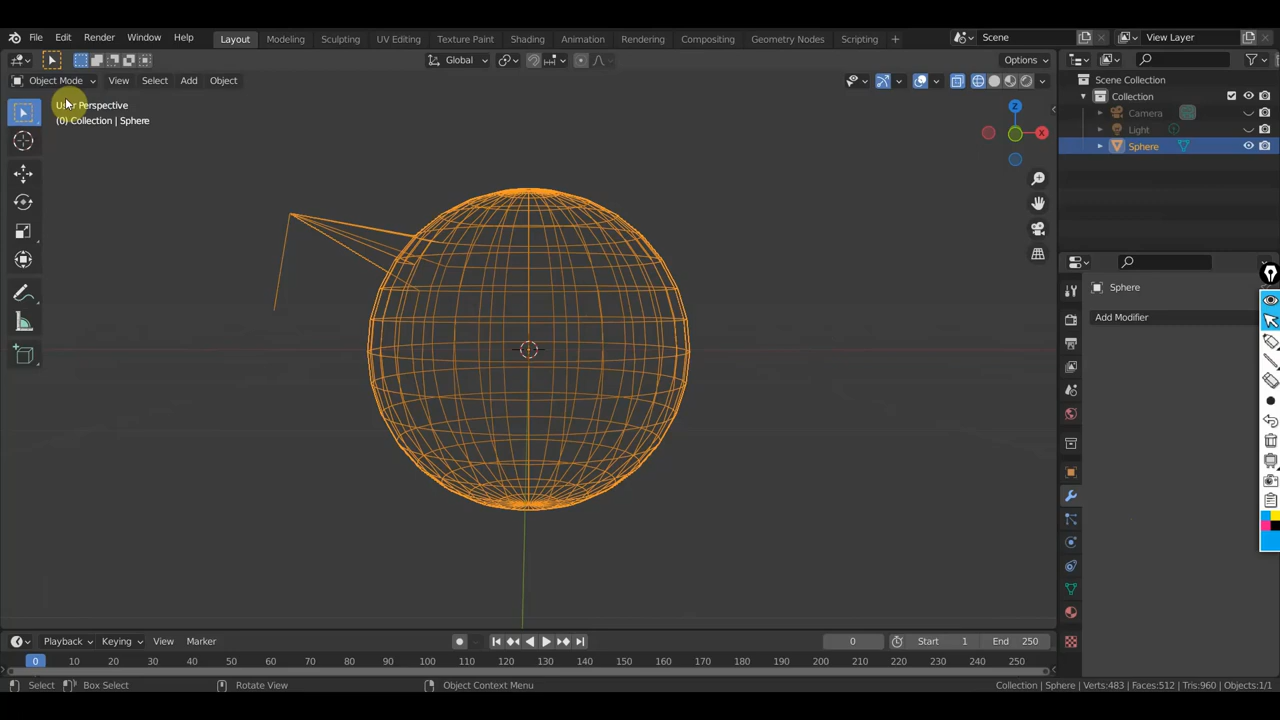 File Edit Render Window Help Layout Modeling Sculpting UV Editing Texture Paint Shading Animation Rendering Compositing Geometry Nodes Scripting + Scene View Layer
Global Options
Object Mode View Select Add Object
User Perspective
(0) Collection | Sphere
Scene Collection
Collection
Camera
Light
Sphere
Z
X
Sphere
Add Modifier
Playback Keying View Marker 0 Start 1 End 250
0 10 20 30 40 50 60 70 80 90 100 110 120 130 140 150 160 170 180 190 200 210 220 230 240 250
Select Box Select Rotate View Object Context Menu Collection | Sphere | Verts:483 | Faces:512 | Tris:960 | Objects:1/1